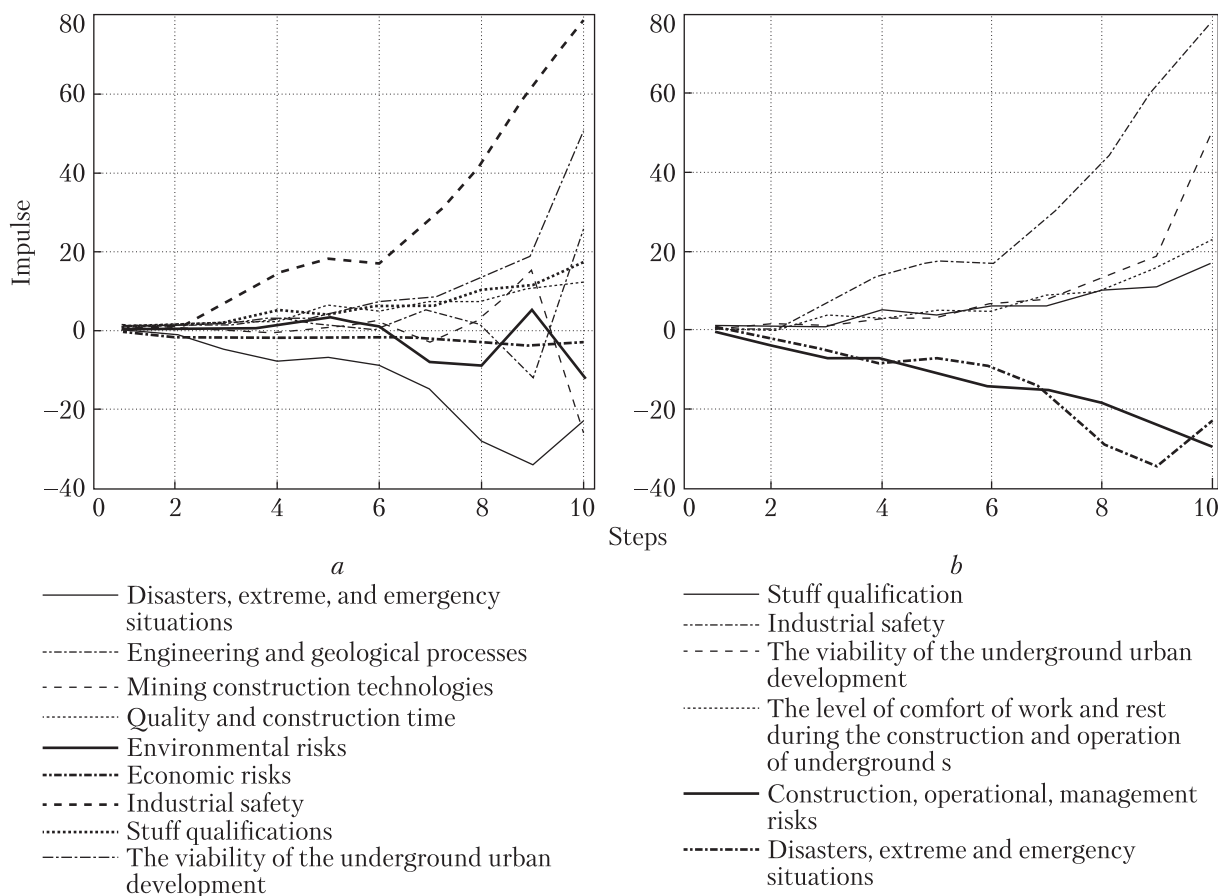 80
60
40
20
0
−20
−40
Impulse
0 2 4 6 8 10
80
60
40
20
0
−20
−40
0 2 4 6 8 10
Steps
a
Disasters, extreme, and emergency
situations
Engineering and geological processes
Mining construction technologies
Quality and construction time
Environmental risks
Economic risks
Industrial safety
Stuff qualifications
The viability of the underground urban
development
b
Stuff qualification
Industrial safety
The viability of the underground urban
development
The level of comfort of work and rest
during the construction and operation
of underground s
Construction, operational, management
risks
Disasters, extreme and emergency
situations